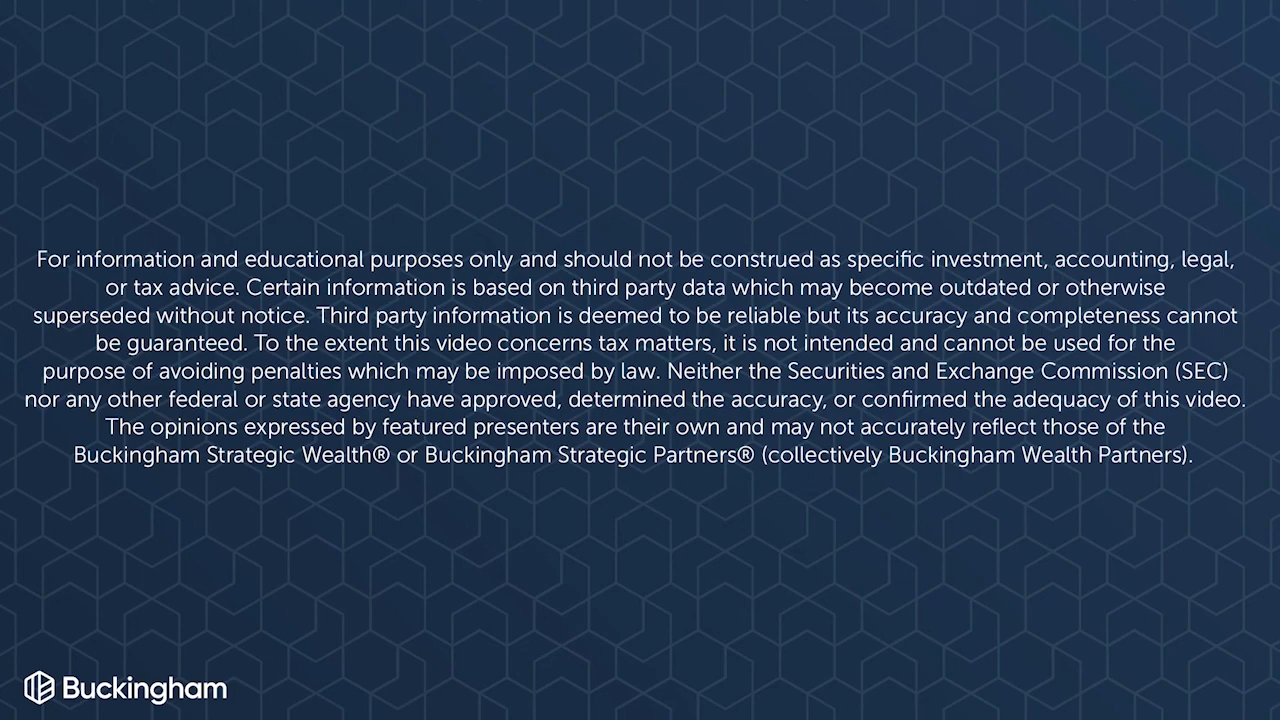 For information and educational purposes only and should not be construed as specific investment, accounting, legal,
or tax advice. Certain information is based on third party data which may become outdated or otherwise
superseded without notice. Third party information is deemed to be reliable but its accuracy and completeness cannot
be guaranteed. To the extent this video concerns tax matters, it is not intended and cannot be used for the
purpose of avoiding penalties which may be imposed by law. Neither the Securities and Exchange Commission (SEC)
nor any other federal or state agency have approved, determined the accuracy, or confirmed the adequacy of this video.
The opinions expressed by featured presenters are their own and may not accurately reflect those of the
Buckingham Strategic Wealth® or Buckingham Strategic Partners® (collectively Buckingham Wealth Partners).
Buckingham